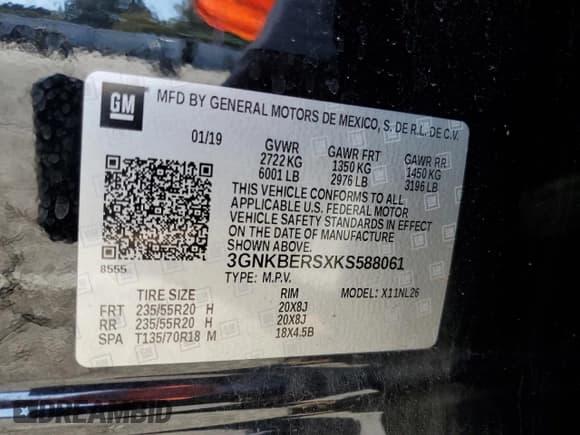 GM
MFD BY GENERAL MOTORS DE MEXICO, S. DE R.L. DE C.V.
01/19 GVWR GAWR FRT GAWR RR
2722 KG 1350 KG 1450 KG
6001 LB 2976 LB 3196 LB
THIS VEHICLE CONFORMS TO ALL
APPLICABLE U.S. FEDERAL MOTOR
VEHICLE SAFETY STANDARDS IN EFFECT
ON THE DATE OF MANUFACTURE
SHOWN ABOVE.
8555 3GNKBERSXKS588061
TYPE: M.P.V.
TIRE SIZE RIM MODEL: X11NL26
FRT 235/55R20 H 20X8J
RR 235/55R20 H 20X8J
SPA T135/70R18 M 18X4.5B
DREAMBID